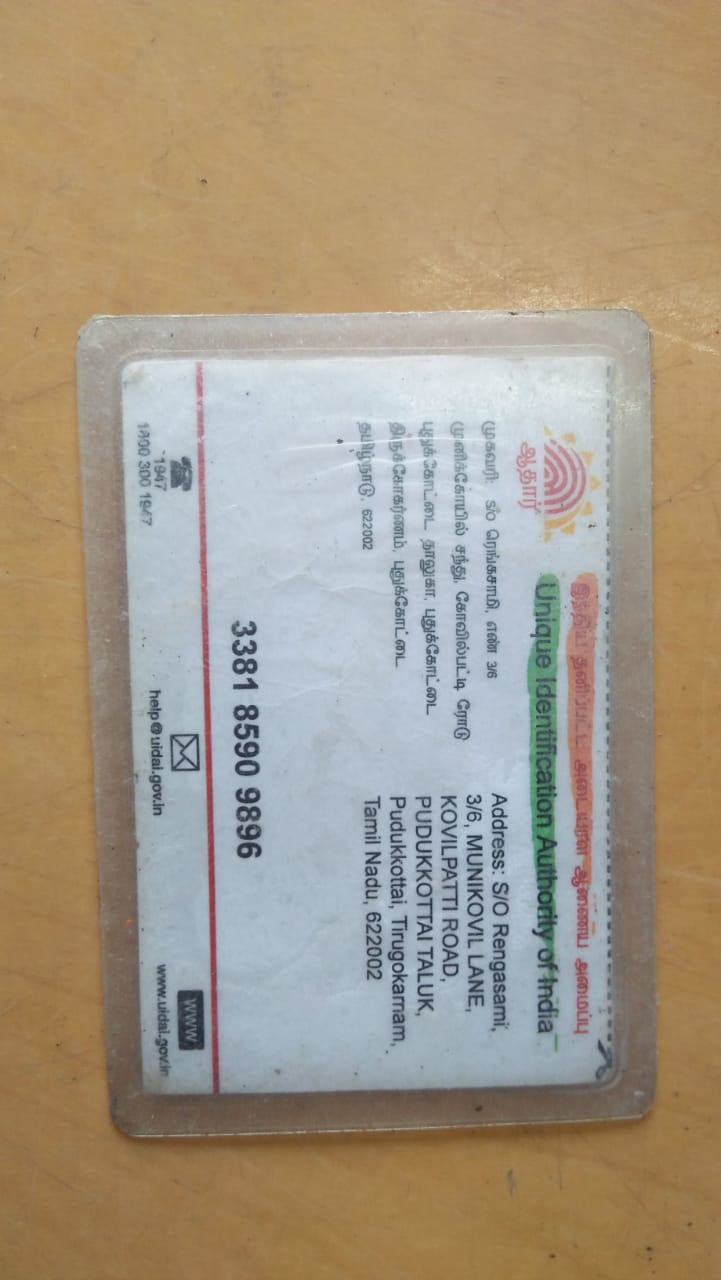 இந்திய தனிப்பட்ட அடையாள ஆணைய அமைப்பு
Unique Identification Authority of India
ஆதார்
முகவரி: S/O ரெங்கசாமி, எண் 3/6
முனிக்கோயில் சந்து, கோவில்பட்டி ரோடு
புதுக்கோட்டை தாலுகா, புதுக்கோட்டை
திருக்கோகர்ணம், புதுக்கோட்டை
தமிழ்நாடு, 622002
Address: S/O Rengasami,
3/6, MUNIKOVIL LANE,
KOVILPATTI ROAD,
PUDUKKOTTAI TALUK,
Pudukkottai, Tirugokarnam,
Tamil Nadu, 622002
3381 8590 9896
1947
1800 300 1947
help@uidai.gov.in
www
www.uidai.gov.in